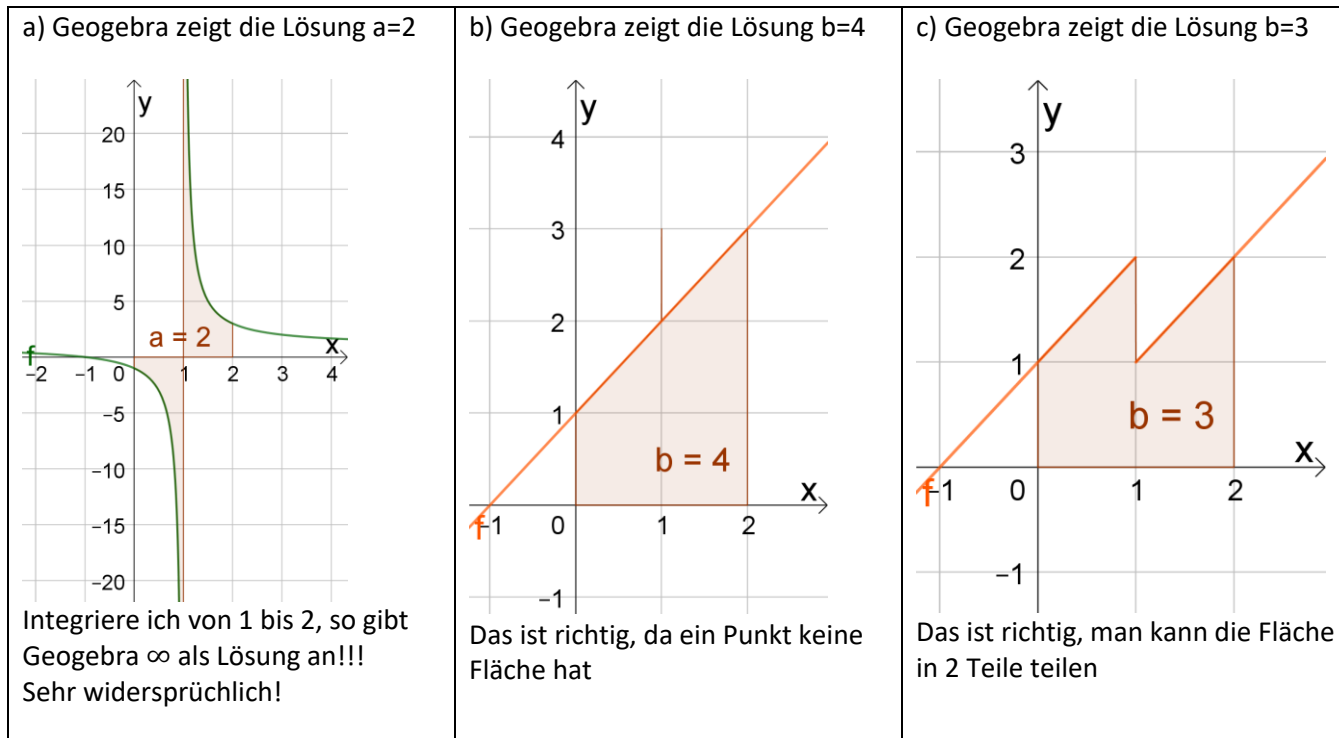 a) Geogebra zeigt die Lösung a=2
y
20
15
10
5
a = 2
x
f
−2 −1 0 1 2 3 4
−5
−10
−15
−20
Integriere ich von 1 bis 2, so gibt
Geogebra ∞ als Lösung an!!!
Sehr widersprüchlich!
b) Geogebra zeigt die Lösung b=4
y
4
3
2
1
b = 4
x
f
−1 0 1 2
−1
Das ist richtig, da ein Punkt keine
Fläche hat
c) Geogebra zeigt die Lösung b=3
y
3
2
1
b = 3
x
f
−1 0 1 2
−1
Das ist richtig, man kann die Fläche
in 2 Teile teilen